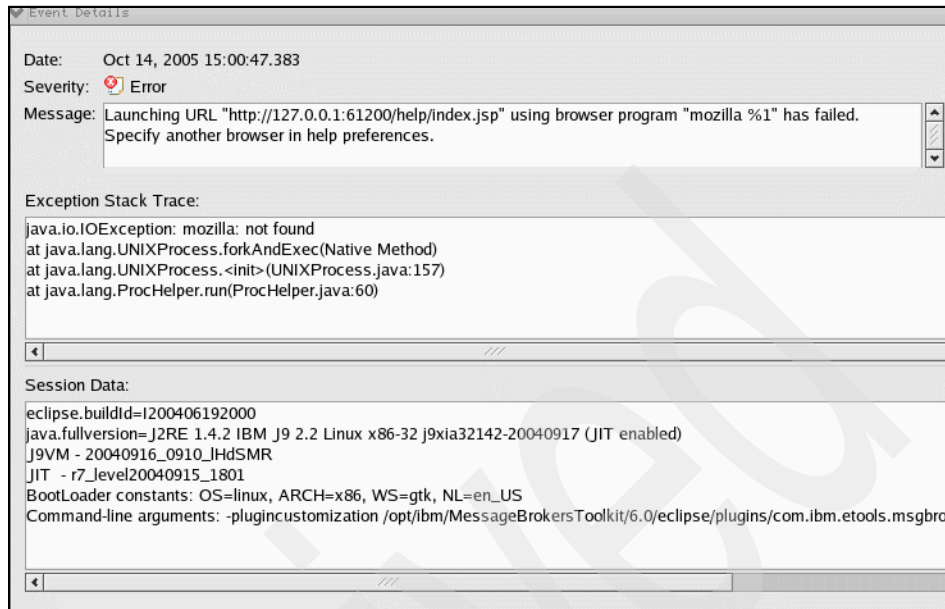 Event Details
Date: Oct 14, 2005 15:00:47.383
Severity: Error
Message: Launching URL "http://127.0.0.1:61200/help/index.jsp" using browser program "mozilla %1" has failed.
Specify another browser in help preferences.
Exception Stack Trace:
java.io.IOException: mozilla: not found
at java.lang.UNIXProcess.forkAndExec(Native Method)
at java.lang.UNIXProcess.<init>(UNIXProcess.java:157)
at java.lang.ProcHelper.run(ProcHelper.java:60)
Session Data:
eclipse.buildId=I200406192000
java.fullversion=J2RE 1.4.2 IBM J9 2.2 Linux x86-32 j9xia32142-20040917 (JIT enabled)
J9VM - 20040916_0910_lHdSMR
JIT - r7_level20040915_1801
BootLoader constants: OS=linux, ARCH=x86, WS=gtk, NL=en_US
Command-line arguments: -plugincustomization /opt/ibm/MessageBrokersToolkit/6.0/eclipse/plugins/com.ibm.etools.msgbro